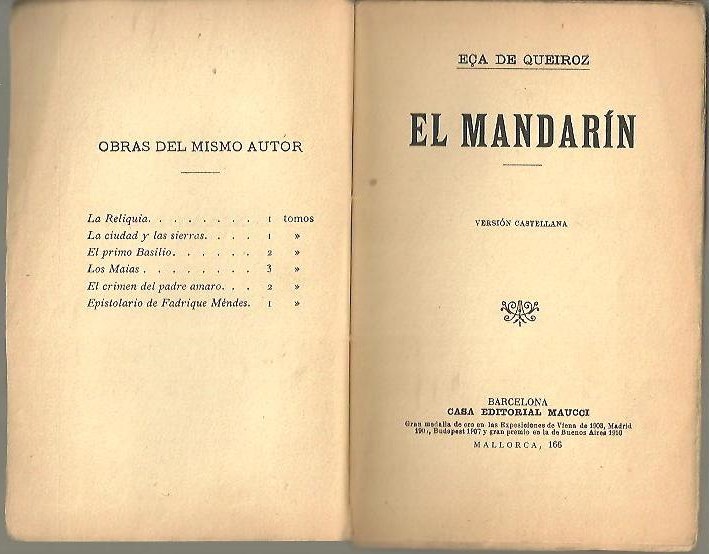 OBRAS DEL MISMO AUTOR
La Reliquia. . . . . . . . 1 tomos
La ciudad y las sierras. . . . 1 »
El primo Basilio. . . . . . 2 »
Los Maias . . . . . . . . 3 »
El crimen del padre amaro. . . 2 »
Epistolario de Fadrique Méndes. 1 »
EÇA DE QUEIROZ
EL MANDARÍN
VERSIÓN CASTELLANA
BARCELONA
CASA EDITORIAL MAUCCI
Gran medalla de oro en las Exposiciones de Viena de 1903, Madrid
Budapest 1907 y gran premio en la de Buenos Aires 1910
MALLORCA, 166